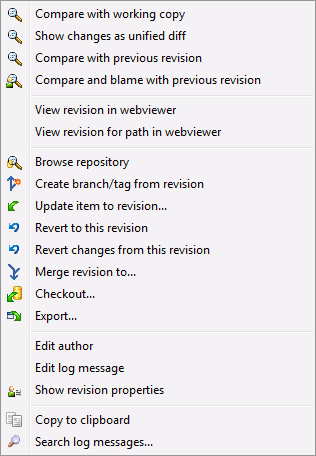 Compare with working copy
Show changes as unified diff
Compare with previous revision
Compare and blame with previous revision
View revision in webviewer
View revision for path in webviewer
Browse repository
Create branch/tag from revision
Update item to revision...
Revert to this revision
Revert changes from this revision
Merge revision to...
Checkout...
Export...
Edit author
Edit log message
Show revision properties
Copy to clipboard
Search log messages...